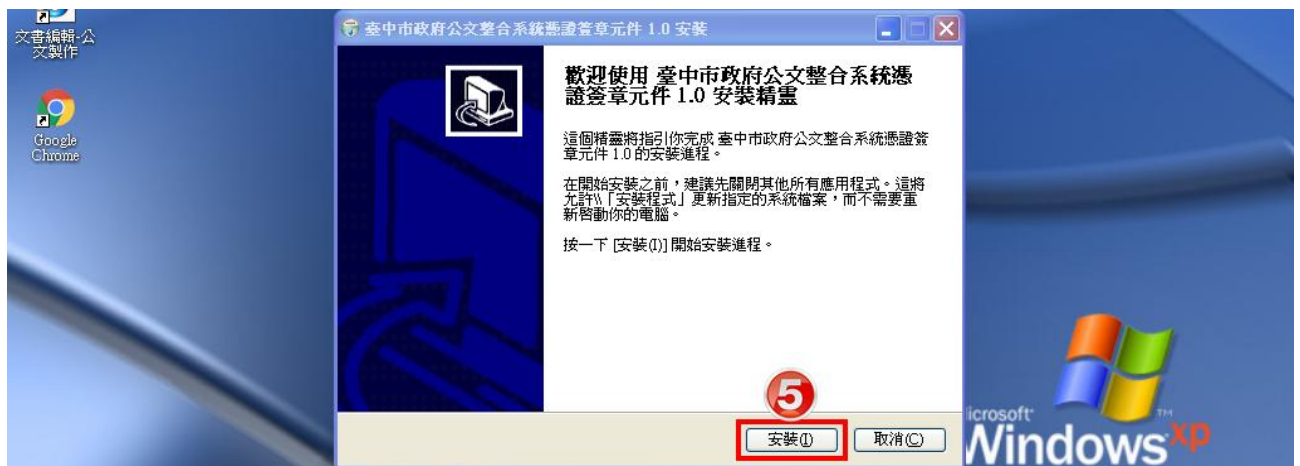 文書編輯-公
文製作
Google
Chrome
臺中市政府公文整合系統憑證簽章元件 1.0 安裝
歡迎使用 臺中市政府公文整合系統憑
證簽章元件 1.0 安裝精靈
這個精靈將指引你完成 臺中市政府公文整合系統憑證簽
章元件 1.0 的安裝進程。
在開始安裝之前，建議先關閉其他所有應用程式。這將
允許\「安裝程式」更新指定的系統檔案，而不需要重
新啓動你的電腦。
按一下 [安裝(I)] 開始安裝進程。
5
安裝(I)
取消(C)
icrosoft
TM
Windows xp